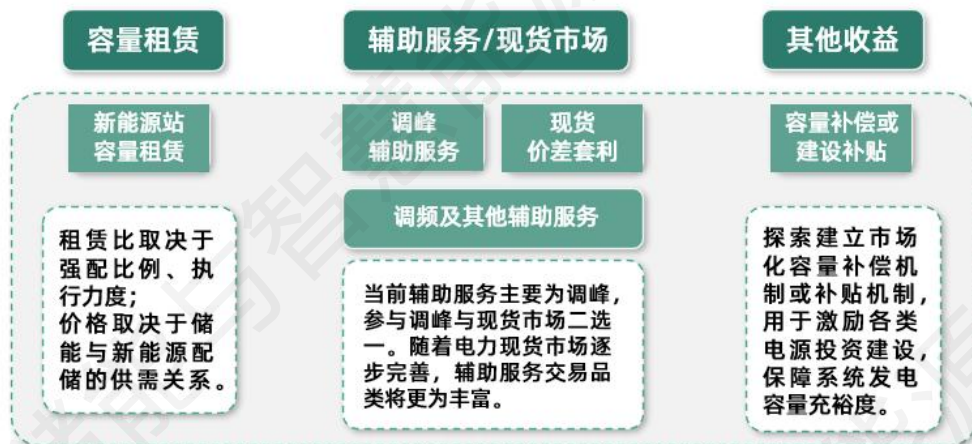 容量租赁
辅助服务/现货市场
其他收益
新能源站
容量租赁
调峰
辅助服务
现货
价差套利
容量补偿或
建设补贴
调频及其他辅助服务
租赁比取决于
强配比例、执
行力度；
价格取决于储
能与新能源配
储的供需关系。
当前辅助服务主要为调峰，
参与调峰与现货市场二选
一。随着电力现货市场逐
步完善，辅助服务交易品
类将更为丰富。
探索建立市场
化容量补偿机
制或补贴机制，
用于激励各类
电源投资建设，
保障系统发电
容量充裕度。